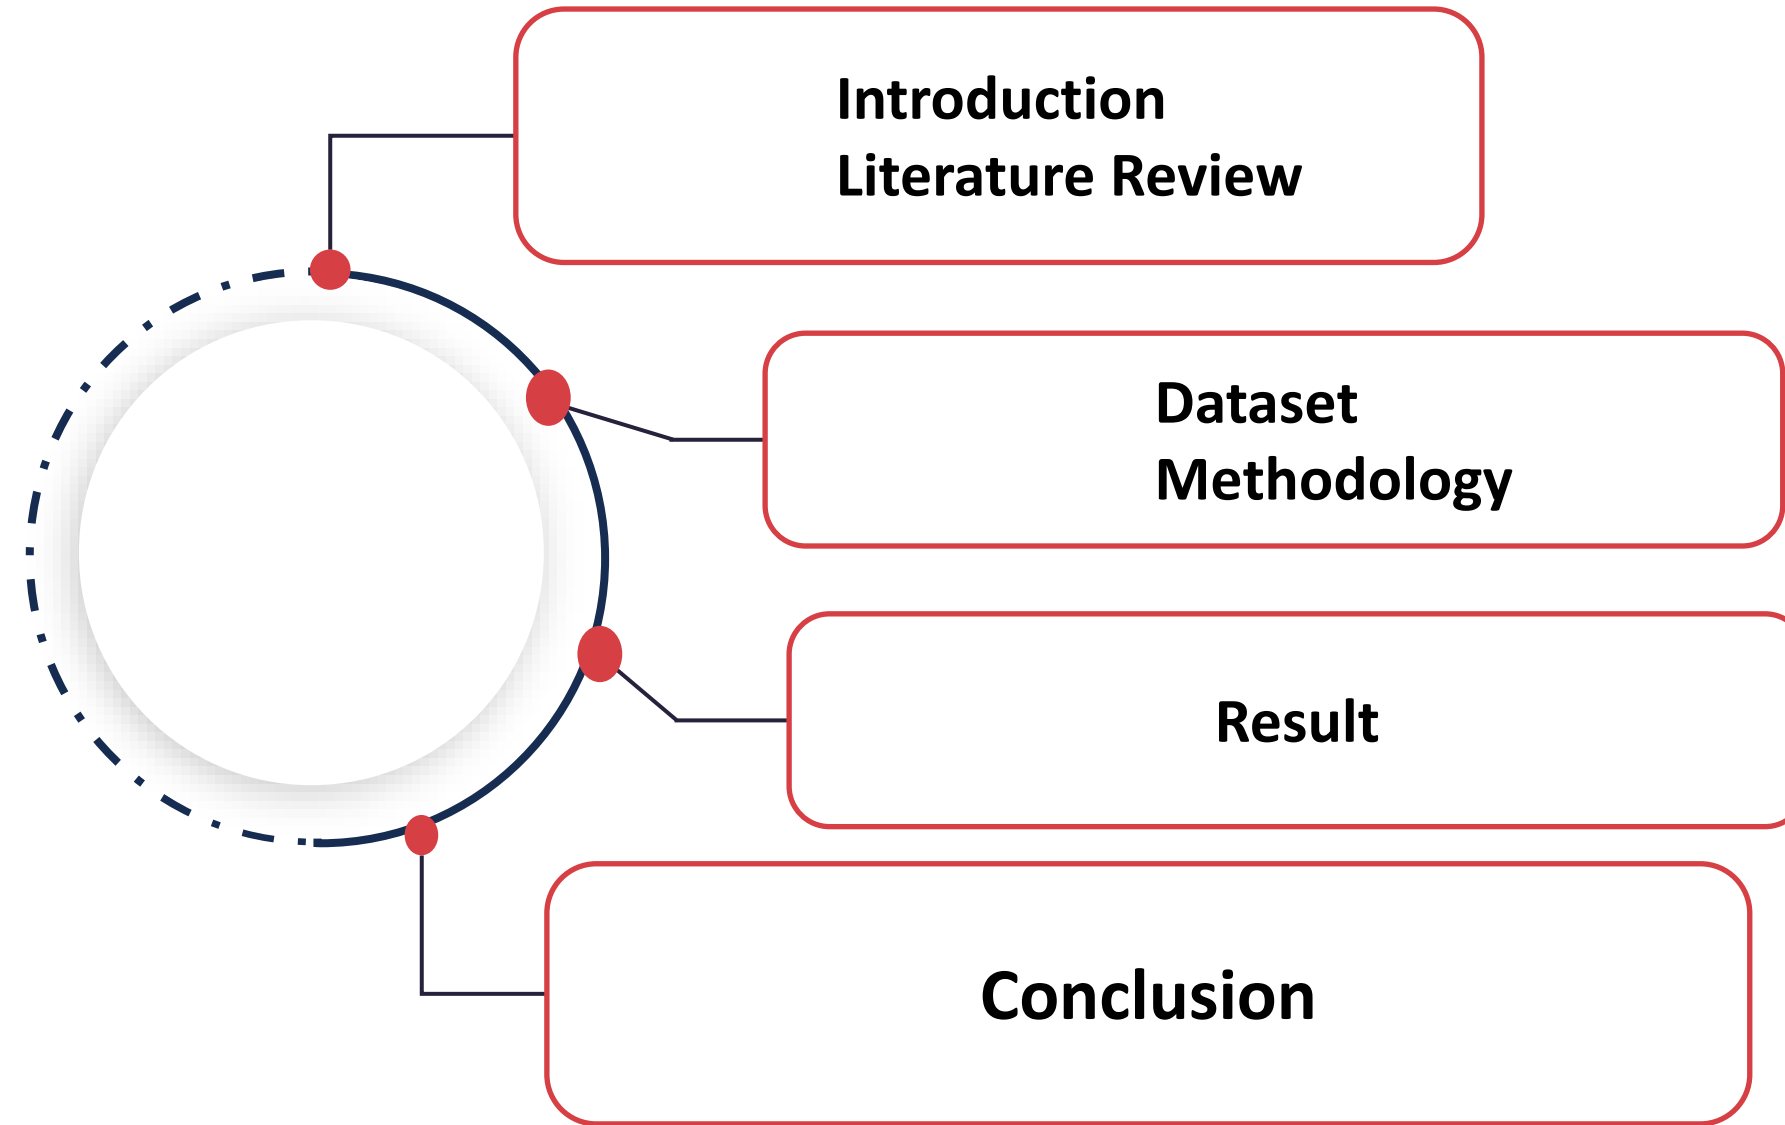 Introduction
Literature Review
Dataset
Methodology
Result
Conclusion